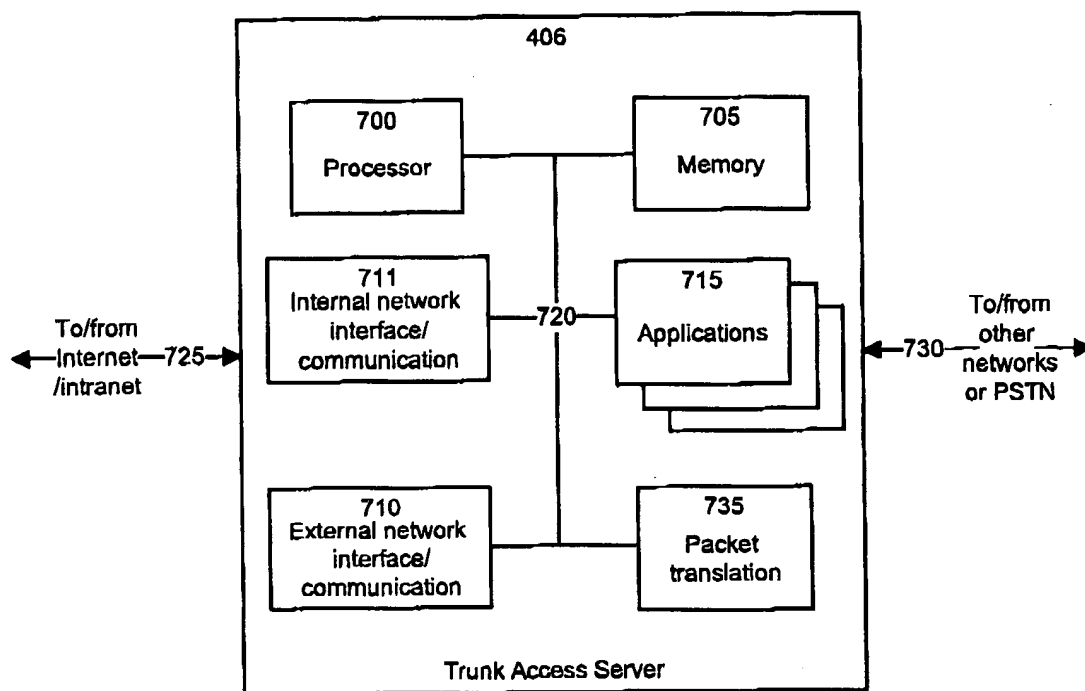 406
700
Processor
705
Memory
711
Internal network
interface/
communication
720
715
Applications
To/from
Internet
/intranet
725
730
To/from
other
networks
or PSTN
710
External network
interface/
communication
735
Packet
translation
Trunk Access Server